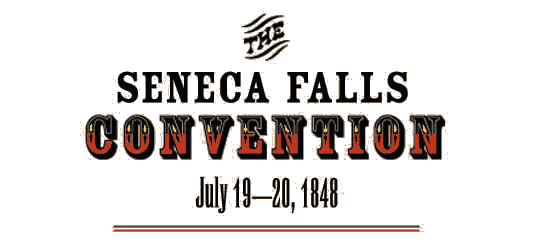 THE
SENECA FALLS
CONVENTION
July 19—20, 1848